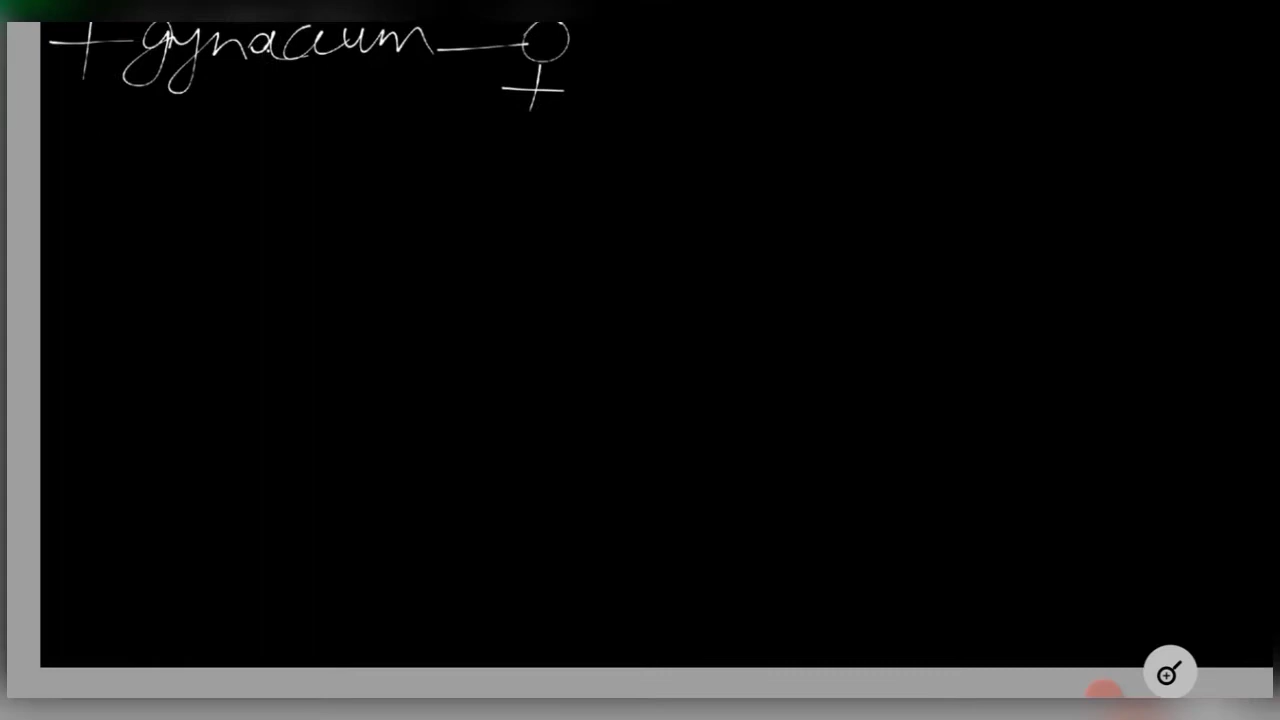 + gynacium — ♀